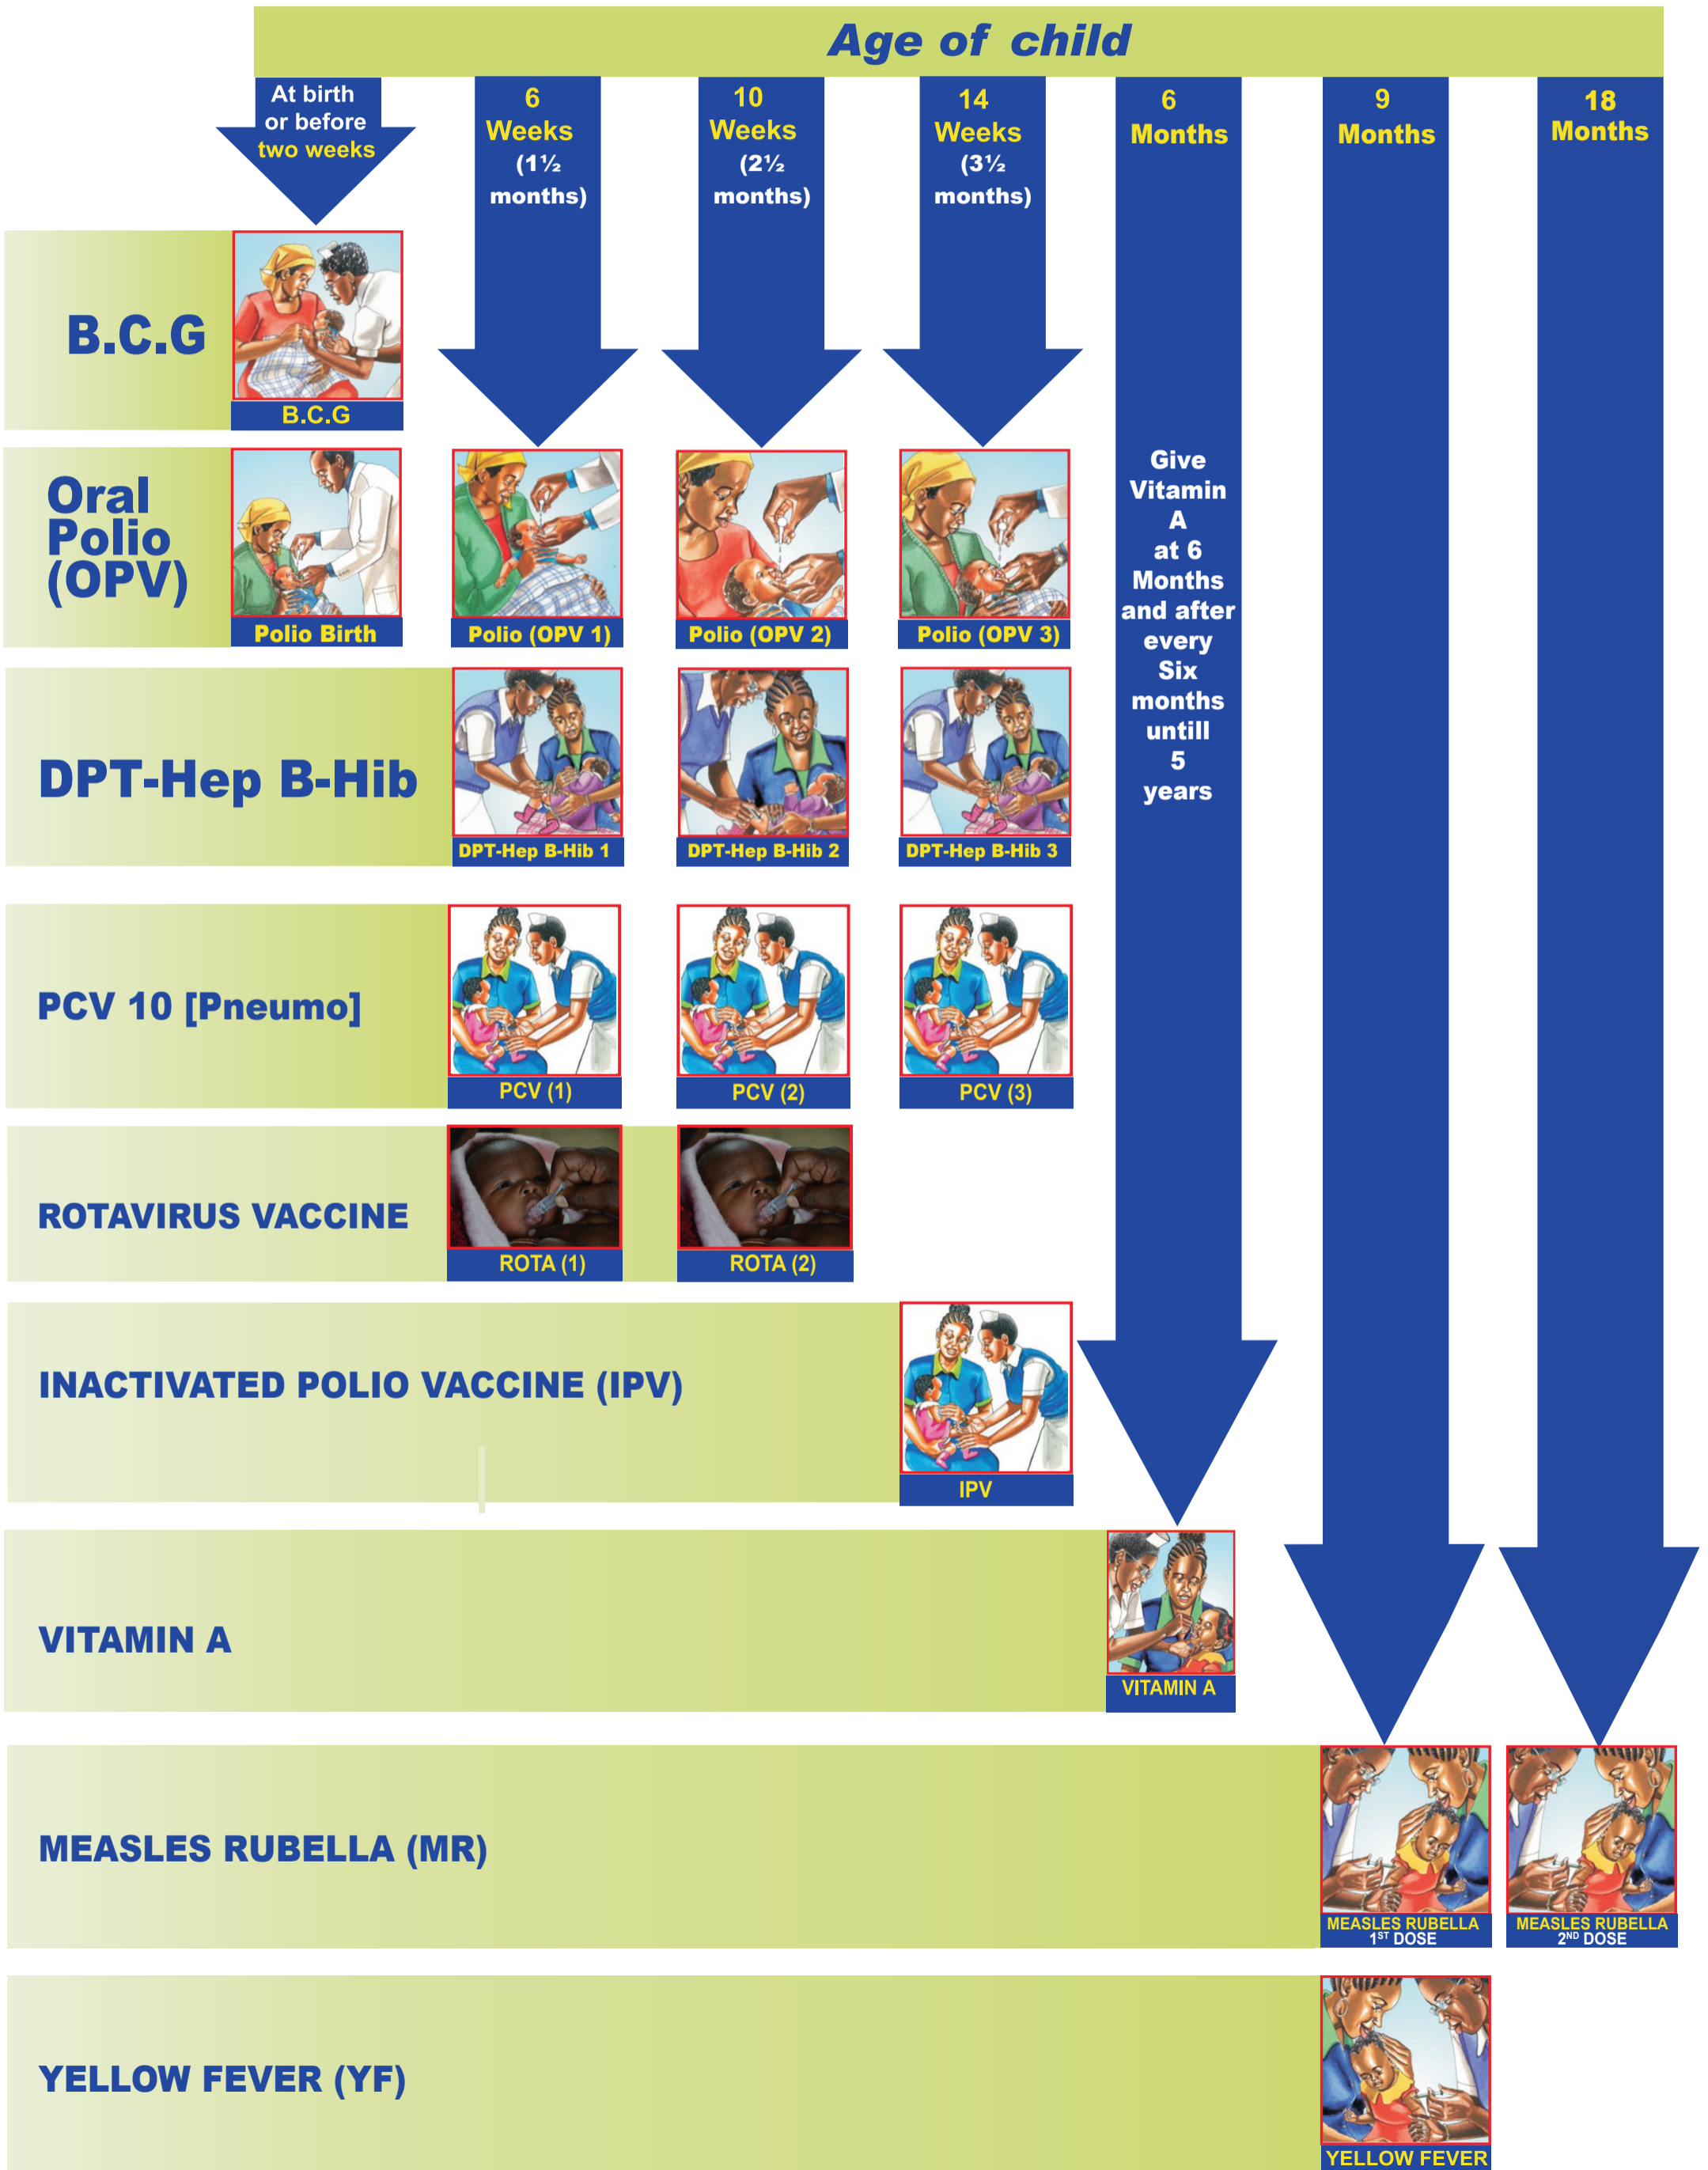 Age of child
At birth
or before
two weeks
6
Weeks
(1½
months)
10
Weeks
(2½
months)
14
Weeks
(3½
months)
6
Months
9
Months
18
Months
B.C.G
B.C.G
Oral
Polio
(OPV)
Polio Birth
Polio (OPV 1)
Polio (OPV 2)
Polio (OPV 3)
Give
Vitamin
A
at 6
Months
and after
every
Six
months
untill
5
years
DPT-Hep B-Hib
DPT-Hep B-Hib 1
DPT-Hep B-Hib 2
DPT-Hep B-Hib 3
PCV 10 [Pneumo]
PCV (1)
PCV (2)
PCV (3)
ROTAVIRUS VACCINE
ROTA (1)
ROTA (2)
INACTIVATED POLIO VACCINE (IPV)
IPV
VITAMIN A
VITAMIN A
MEASLES RUBELLA (MR)
MEASLES RUBELLA
1ST DOSE
MEASLES RUBELLA
2ND DOSE
YELLOW FEVER (YF)
YELLOW FEVER